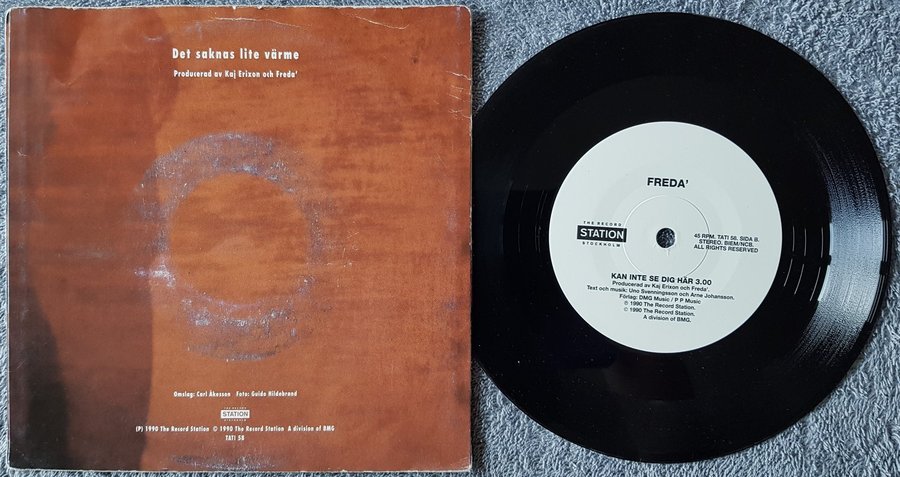 Det saknas lite värme
Producerad av Kaj Erixon och Freda'
Omslag: Carl Åkesson Foto: Guido Hildebrand
THE RECORD
STATION
STOCKHOLM
(P) 1990 The Record Station © 1990 The Record Station A division of BMG
TATI 58
FREDA'
THE RECORD
STATION
STOCKHOLM
45 RPM. TATI 58. SIDA B.
STEREO. BIEM/NCB.
ALL RIGHTS RESERVED
KAN INTE SE DIG HÄR 3.00
Producerad av Kaj Erixon och Freda'.
Text och musik: Uno Svenningsson och Arne Johansson.
Förlag: DMG Music / P P Music
℗ 1990 The Record Station.
© 1990 The Record Station.
A division of BMG.